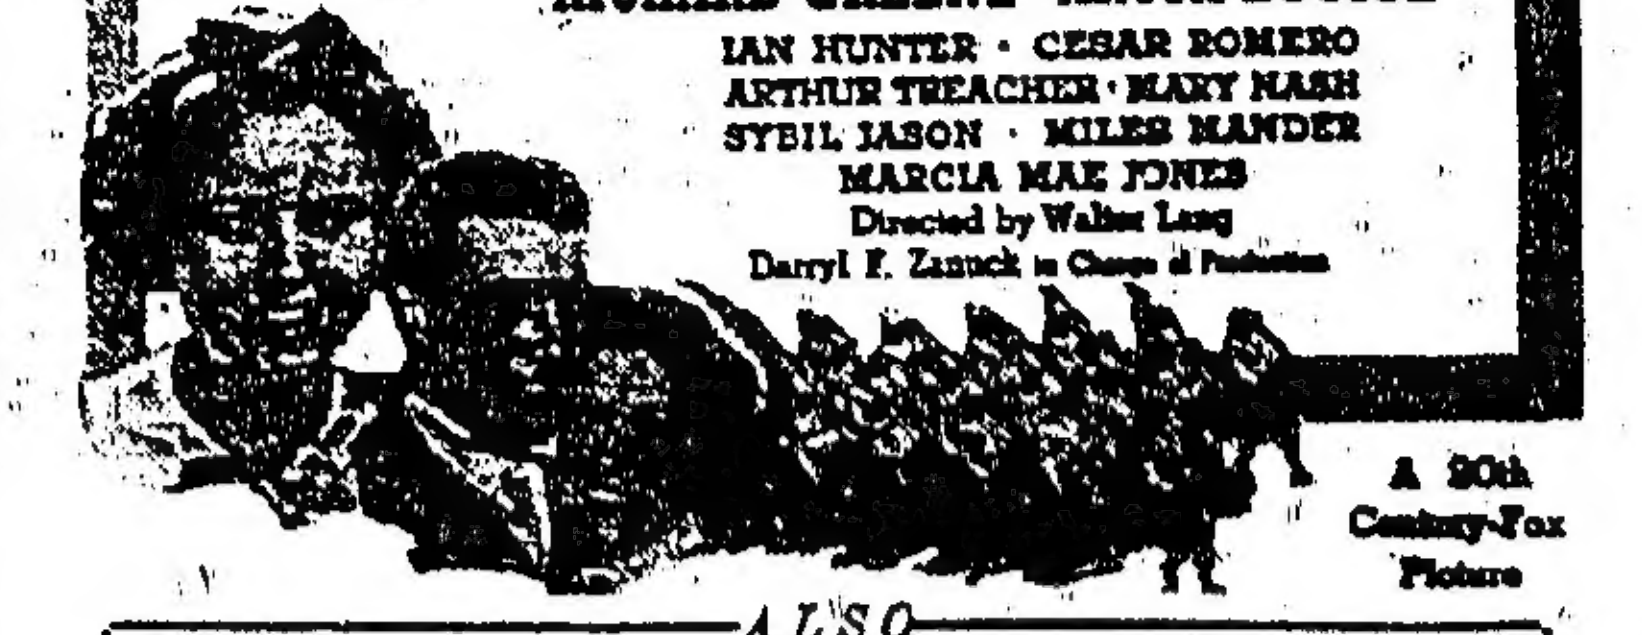 IAN HUNTER · CESAR ROMERO
ARTHUR TREACHER · MARY NASH
SYBIL JASON · MILES MANDER
MARCIA MAE JONES
Directed by Walter Lang
Darryl F. Zanuck in Charge of Production
A 20th
Century-Fox
Picture
ALSO